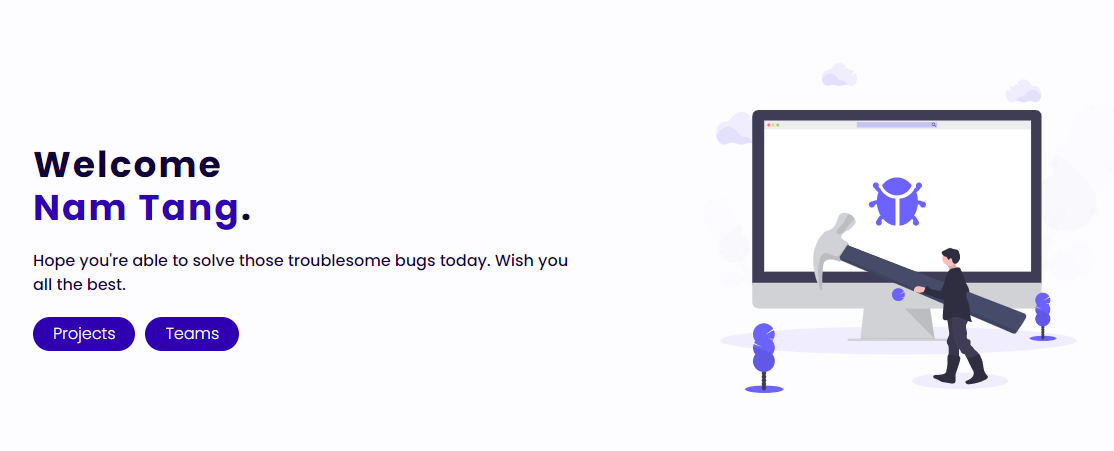 Welcome
Nam Tang.
Hope you're able to solve those troublesome bugs today. Wish you
all the best.
Projects
Teams